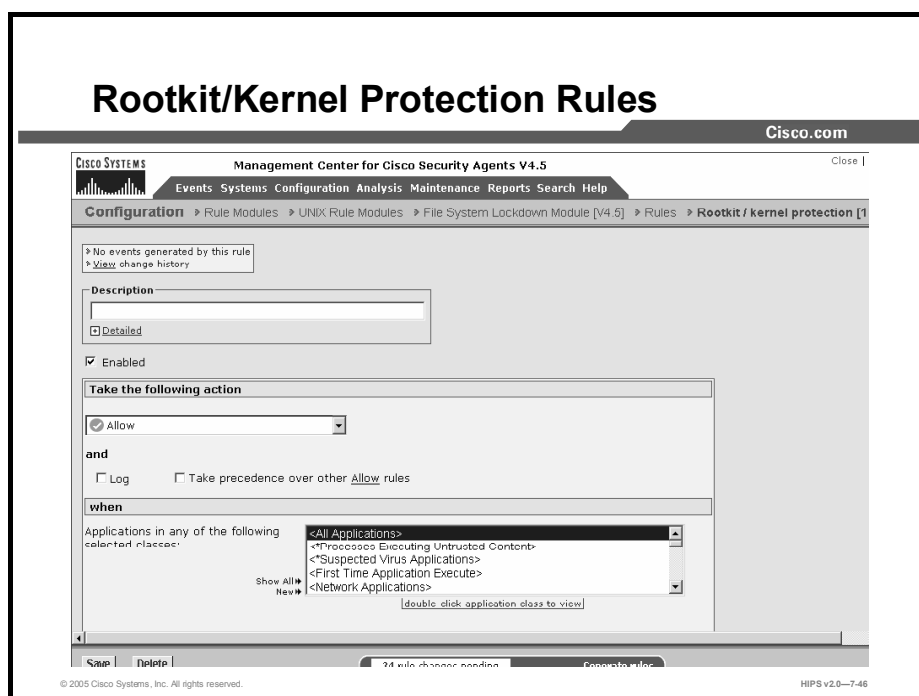 Rootkit/Kernel Protection Rules
Cisco.com
CISCO SYSTEMS
Management Center for Cisco Security Agents V4.5
Close
Events Systems Configuration Analysis Maintenance Reports Search Help
Configuration > Rule Modules > UNIX Rule Modules > File System Lockdown Module [V4.5] > Rules > Rootkit / kernel protection [1
No events generated by this rule
View change history
Description
Detailed
Enabled
Take the following action
Allow
and
Log Take precedence over other Allow rules
when
Applications in any of the following
selected classes:
<All Applications>
<*Processes Executing Untrusted Content>
<*Suspected Virus Applications>
<First Time Application Execute>
<Network Applications>
Show All
New
double click application class to view
Save Delete 34 rule changes pending Generate rules
© 2005 Cisco Systems, Inc. All rights reserved.
HIPS v2.0—7-46